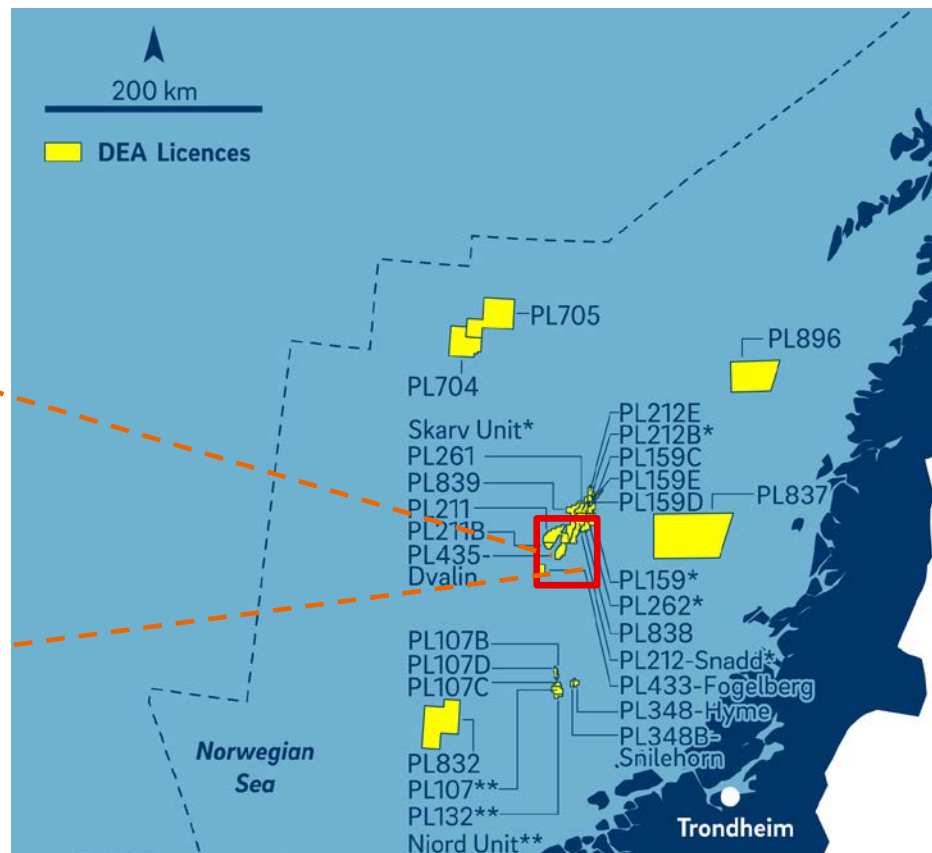 200 km
DEA Licences
PL705
PL704
PL896
Skarv Unit*
PL261
PL839
PL211
PL211B
PL435-
Dvalin
PL212E
PL212B*
PL159C
PL159E
PL159D
PL837
PL159*
PL262*
PL838
PL212-Snadd*
PL433-Fogelberg
PL348-Hyme
PL348B-
Snilehorn
PL107B
PL107D
PL107C
PL832
PL107**
PL132**
Njord Unit**
Norwegian
Sea
Trondheim